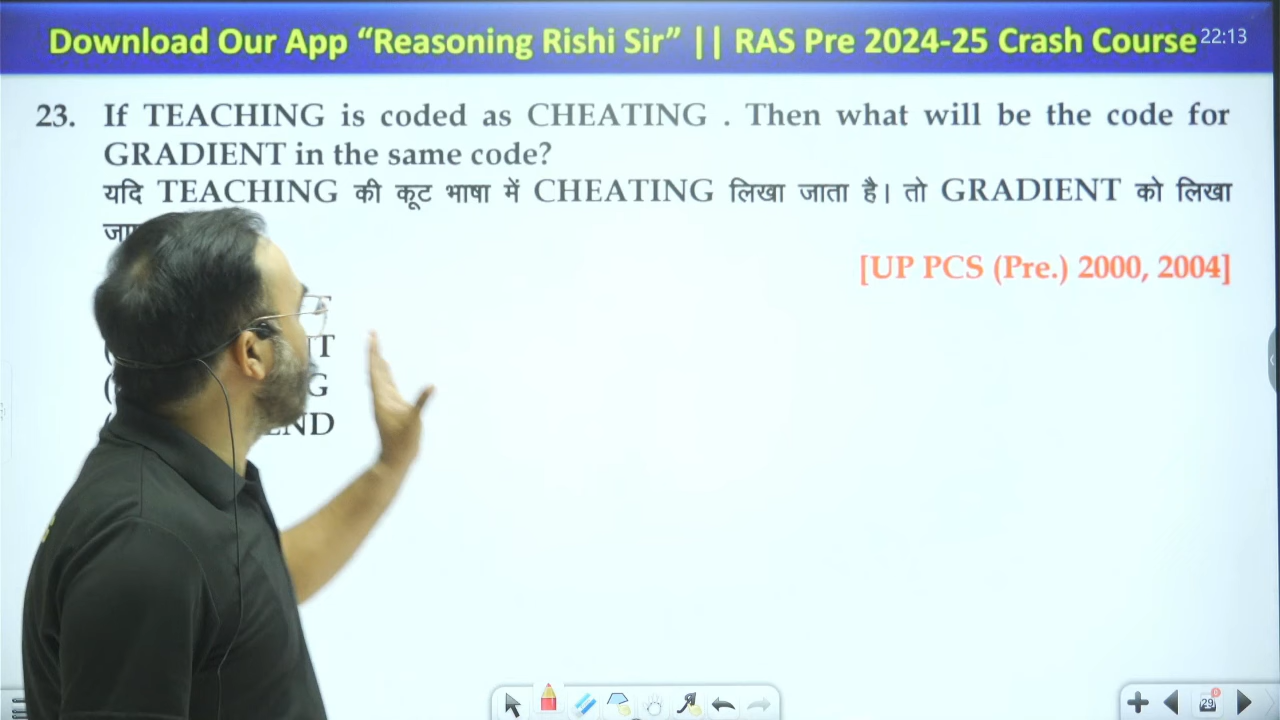 Download Our App “Reasoning Rishi Sir” || RAS Pre 2024-25 Crash Course 22:13
23. If TEACHING is coded as CHEATING . Then what will be the code for
GRADIENT in the same code?
यदि TEACHING की कूट भाषा में CHEATING लिखा जाता है। तो GRADIENT को लिखा
[UP PCS (Pre.) 2000, 2004]
29